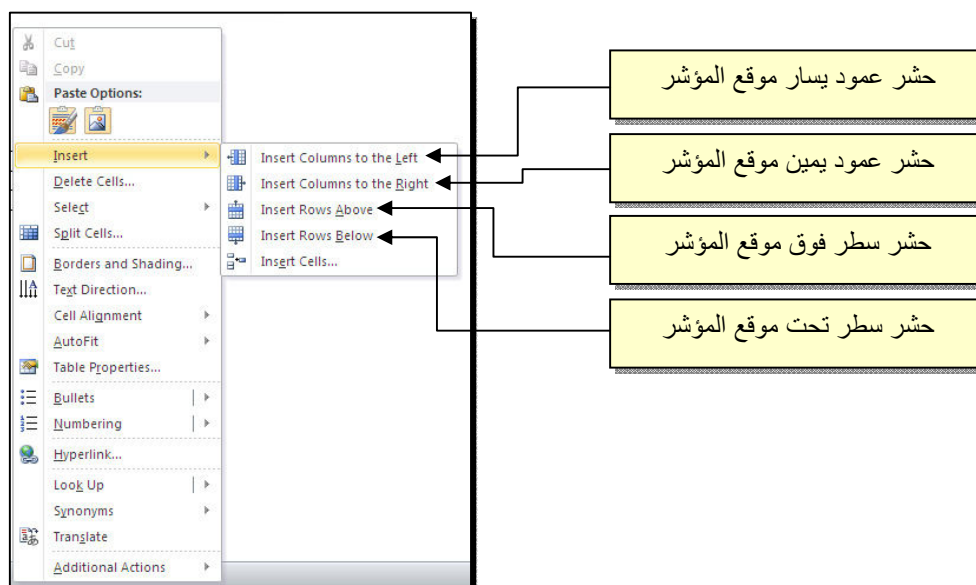 Cut
Copy
Paste Options:
Insert
Delete Cells...
Select
Split Cells...
Borders and Shading...
Text Direction...
Cell Alignment
AutoFit
Table Properties...
Bullets
Numbering
Hyperlink...
Look Up
Synonyms
Translate
Additional Actions
Insert Columns to the Left
Insert Columns to the Right
Insert Rows Above
Insert Rows Below
Insert Cells...
حشر عمود يسار موقع المؤشر
حشر عمود يمين موقع المؤشر
حشر سطر فوق موقع المؤشر
حشر سطر تحت موقع المؤشر